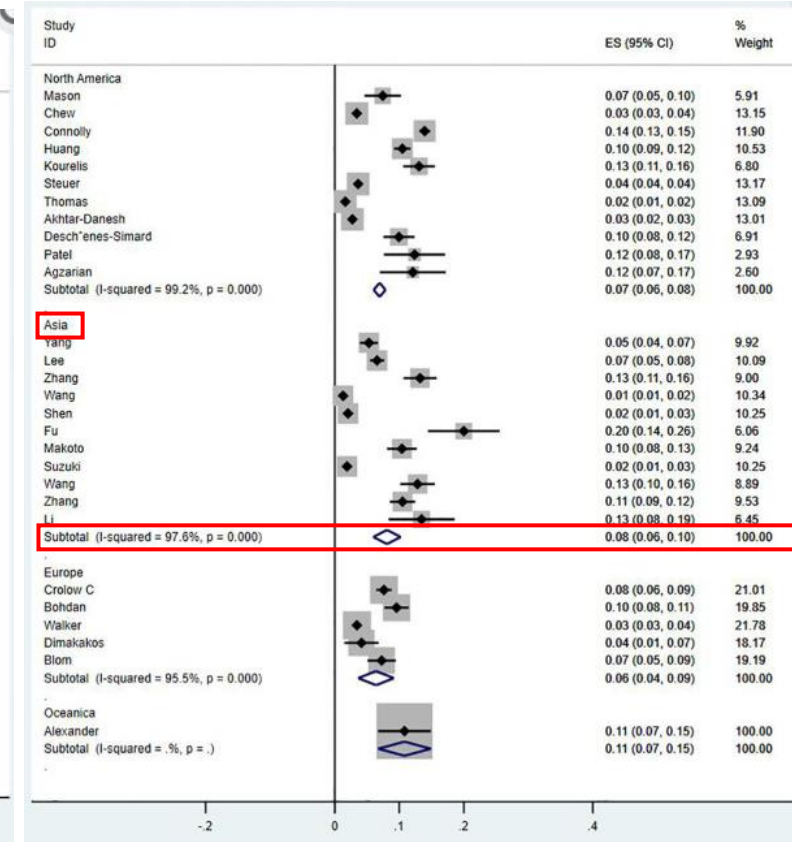 Study %
ID ES (95% CI) Weight
North America
Mason 0.07 (0.05, 0.10) 5.91
Chew 0.03 (0.03, 0.04) 13.15
Connolly 0.14 (0.13, 0.15) 11.90
Huang 0.10 (0.09, 0.12) 10.53
Kourelis 0.13 (0.11, 0.16) 6.80
Steuer 0.04 (0.04, 0.04) 13.17
Thomas 0.02 (0.01, 0.02) 13.09
Akhtar-Danesh 0.03 (0.02, 0.03) 13.01
Desch"enes-Simard 0.10 (0.08, 0.12) 6.91
Patel 0.12 (0.08, 0.17) 2.93
Agzarian 0.12 (0.07, 0.17) 2.60
Subtotal (I-squared = 99.2%, p = 0.000) 0.07 (0.06, 0.08) 100.00
.
Asia
Yang 0.05 (0.04, 0.07) 9.92
Lee 0.07 (0.05, 0.08) 10.09
Zhang 0.13 (0.11, 0.16) 9.00
Wang 0.01 (0.01, 0.02) 10.34
Shen 0.02 (0.01, 0.03) 10.25
Fu 0.20 (0.14, 0.26) 6.06
Makoto 0.10 (0.08, 0.13) 9.24
Suzuki 0.02 (0.01, 0.03) 10.25
Wang 0.13 (0.10, 0.16) 8.89
Zhang 0.11 (0.09, 0.12) 9.53
Li 0.13 (0.08, 0.19) 6.45
Subtotal (I-squared = 97.6%, p = 0.000) 0.08 (0.06, 0.10) 100.00
.
Europe
Crolow C 0.08 (0.06, 0.09) 21.01
Bohdan 0.10 (0.08, 0.11) 19.85
Walker 0.03 (0.03, 0.04) 21.78
Dimakakos 0.04 (0.01, 0.07) 18.17
Blom 0.07 (0.05, 0.09) 19.19
Subtotal (I-squared = 95.5%, p = 0.000) 0.06 (0.04, 0.09) 100.00
.
Oceanica
Alexander 0.11 (0.07, 0.15) 100.00
Subtotal (I-squared = .%, p = .) 0.11 (0.07, 0.15) 100.00
.
-.2 0 .1 .2 .4